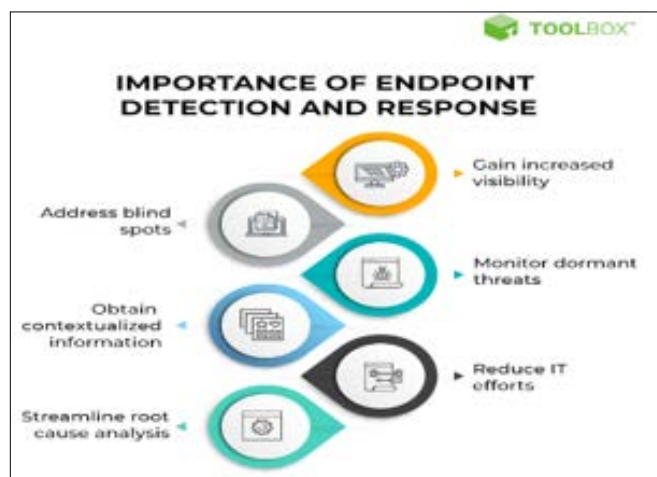 TOOLBOX™
IMPORTANCE OF ENDPOINT
DETECTION AND RESPONSE
Gain increased
visibility
Address blind
spots
Monitor dormant
threats
Obtain
contextualized
information
Reduce IT
efforts
Streamline root
cause analysis